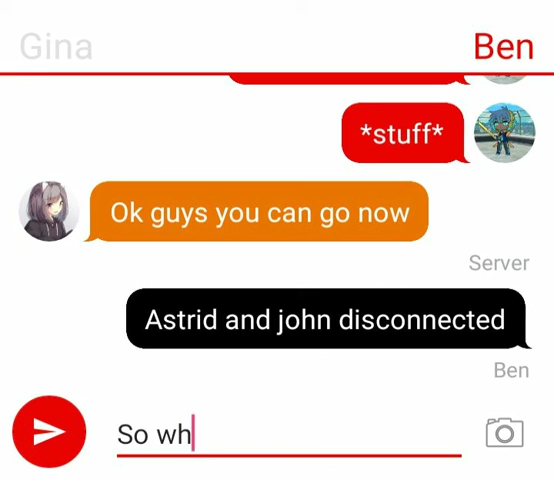 Gina
Ben
*stuff*
Ok guys you can go now
Server
Astrid and john disconnected
Ben
So wh